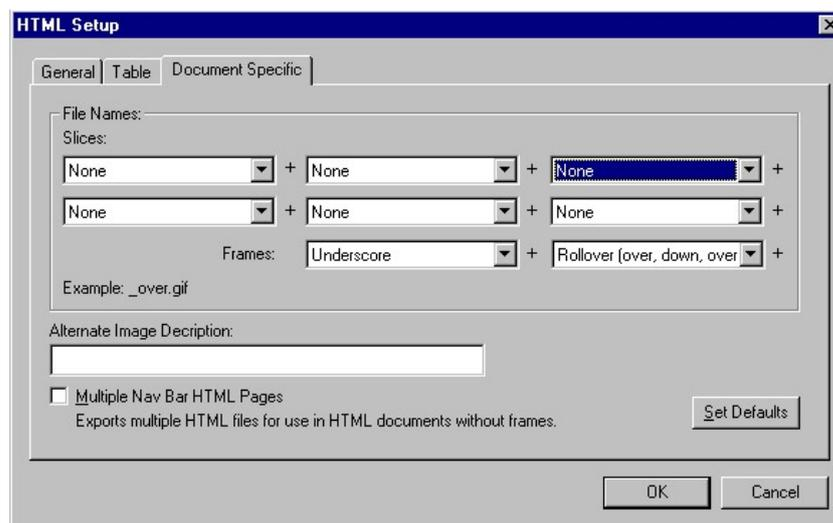 HTML Setup
General Table Document Specific
File Names:
Slices:
None + None + None +
None + None + None +
Frames: Underscore + Rollover (over, down, over +
Example: _over.gif
Alternate Image Decription:
Multiple Nav Bar HTML Pages
Exports multiple HTML files for use in HTML documents without frames.
Set Defaults
OK Cancel